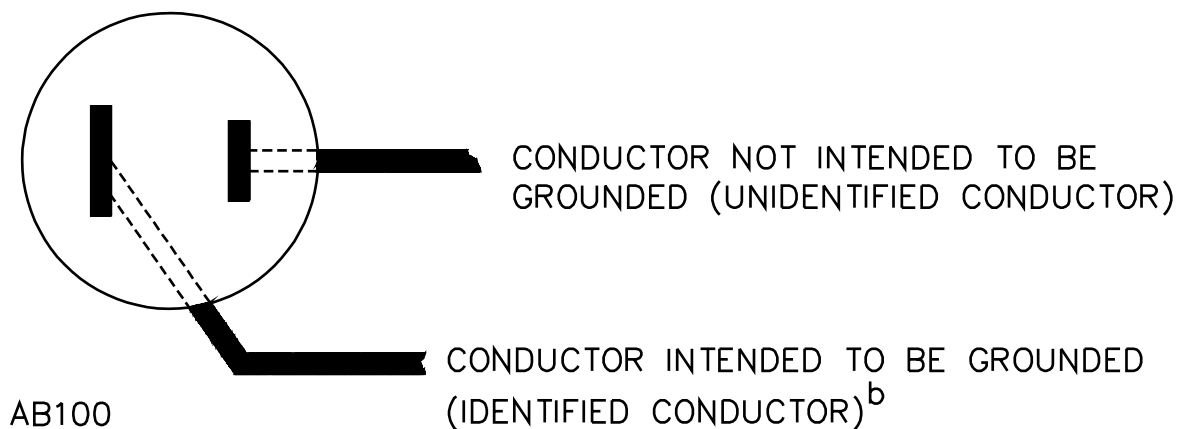 CONDUCTOR NOT INTENDED TO BE
GROUNDED (UNIDENTIFIED CONDUCTOR)
CONDUCTOR INTENDED TO BE GROUNDED
(IDENTIFIED CONDUCTOR)b
AB100